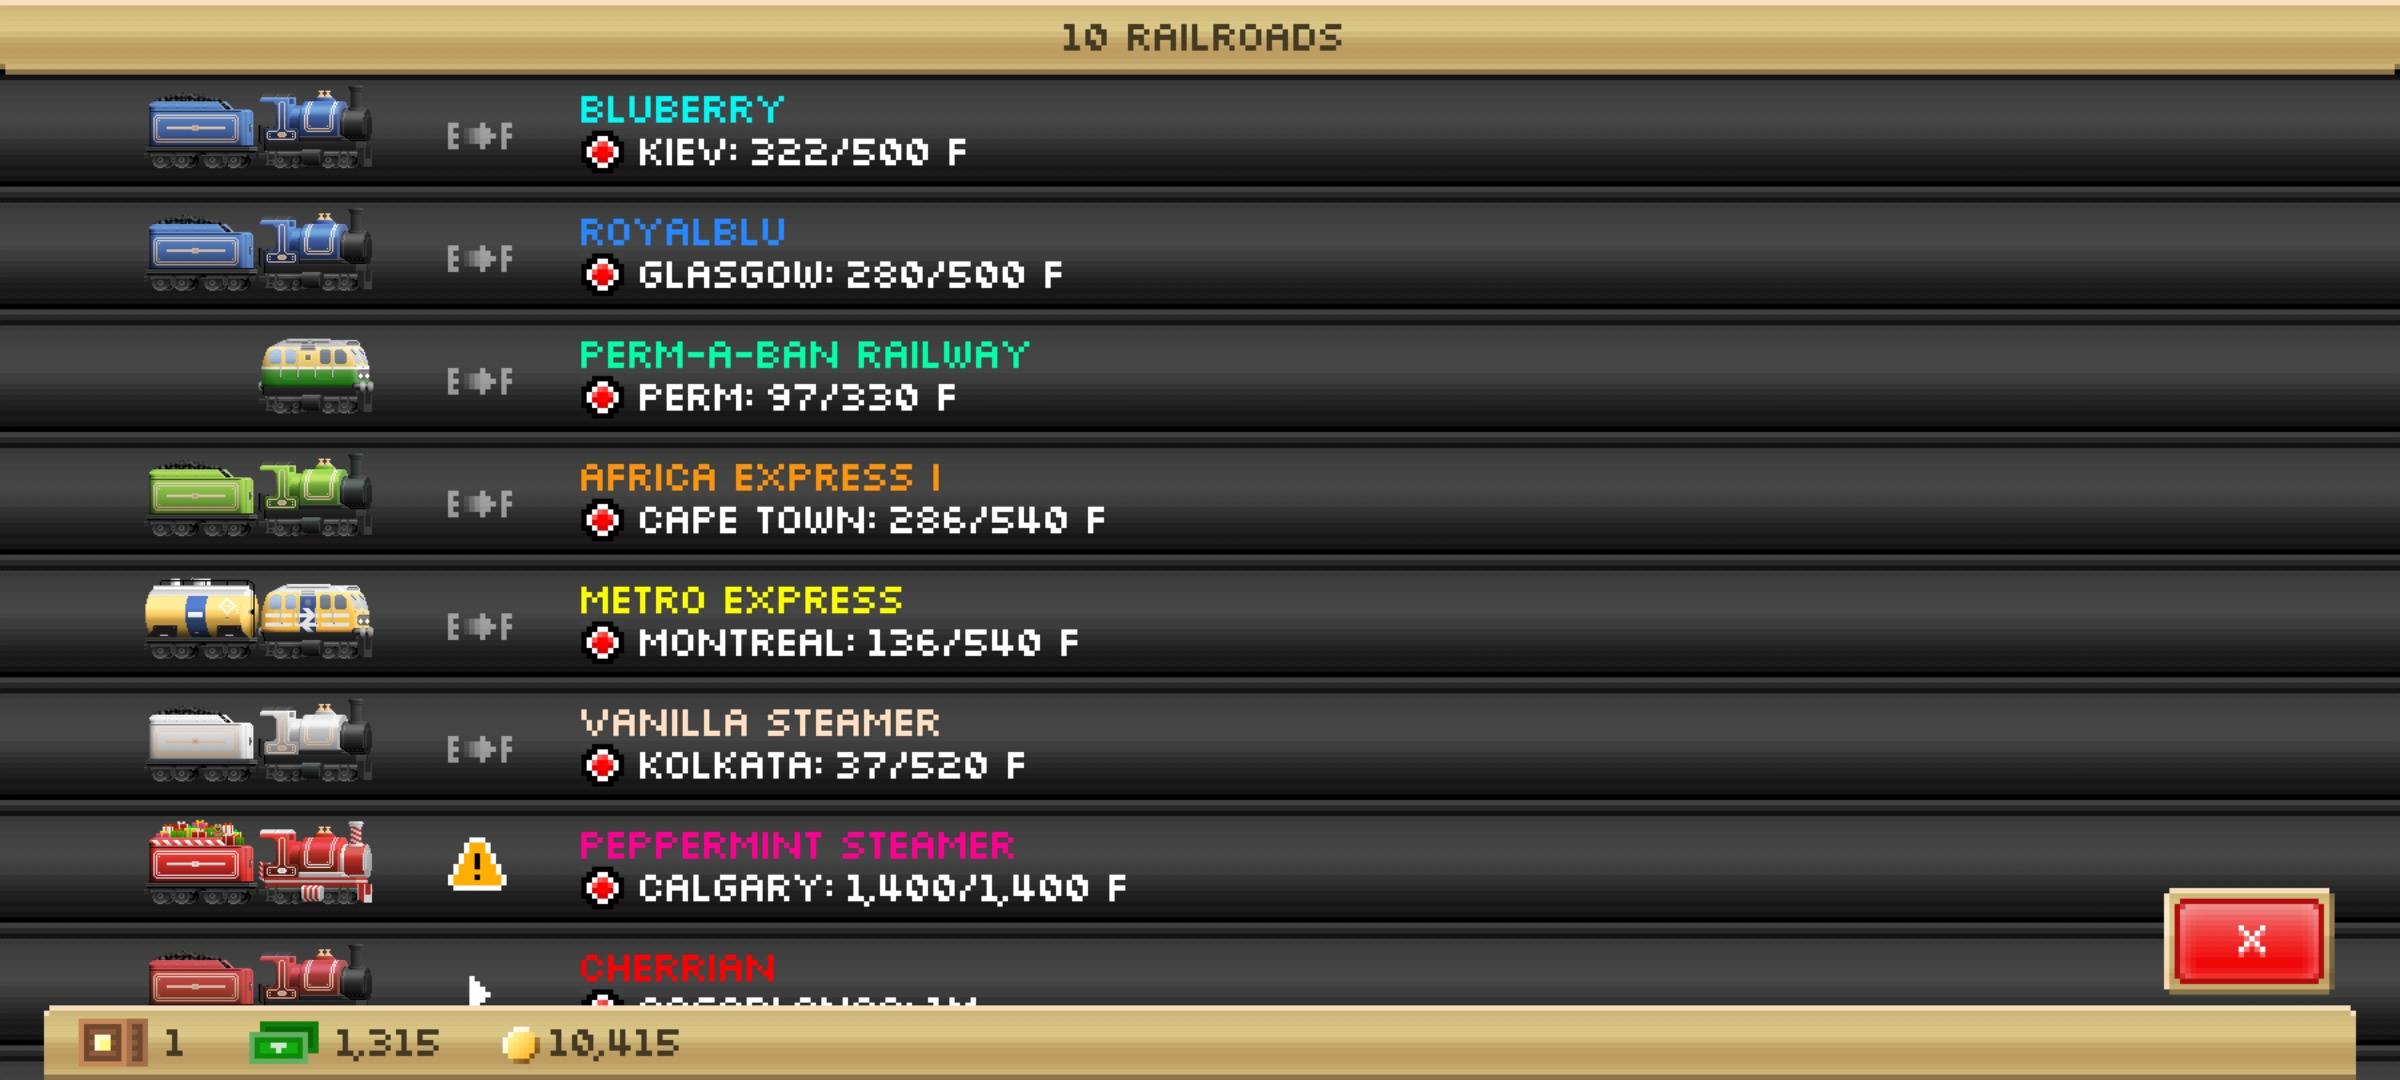 10 RAILROADS
BLUBERRY
E F KIEV: 322/500 F
ROYALBLU
E F GLASGOW: 280/500 F
PERM-A-BAN RAILWAY
E F PERM: 97/330 F
AFRICA EXPRESS I
E F CAPE TOWN: 286/540 F
METRO EXPRESS
E F MONTREAL: 136/540 F
VANILLA STEAMER
E F KOLKATA: 37/520 F
PEPPERMINT STEAMER
! CALGARY: 1,400/1,400 F
CHERRIAN
X
1 1,315 10,415